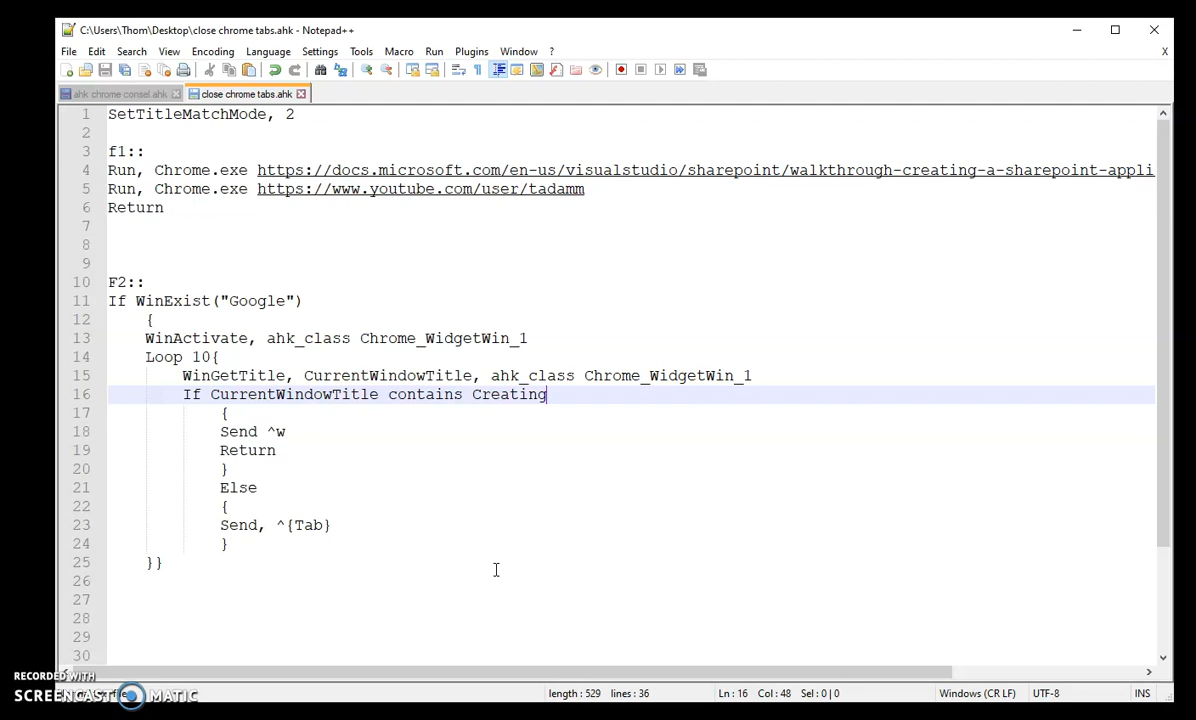 C:\Users\Thom\Desktop\close chrome tabs.ahk - Notepad++
File Edit Search View Encoding Language Settings Tools Macro Run Plugins Window ? X
ahk chrome consel.ahk close chrome tabs.ahk
1 SetTitleMatchMode, 2
2
3 f1::
4 Run, Chrome.exe https://docs.microsoft.com/en-us/visualstudio/sharepoint/walkthrough-creating-a-sharepoint-appli
5 Run, Chrome.exe https://www.youtube.com/user/tadamm
6 Return
7
8
9
10 F2::
11 If WinExist("Google")
12 {
13 WinActivate, ahk_class Chrome_WidgetWin_1
14 Loop 10{
15 WinGetTitle, CurrentWindowTitle, ahk_class Chrome_WidgetWin_1
16 If CurrentWindowTitle contains Creating
17 {
18 Send ^w
19 Return
20 }
21 Else
22 {
23 Send, ^{Tab}
24 }
25 }}
26
27
28
29
30
RECORDED WITH
SCREENCAST MATIC
length : 529 lines : 36 Ln : 16 Col : 48 Sel : 0 | 0 Windows (CR LF) UTF-8 INS